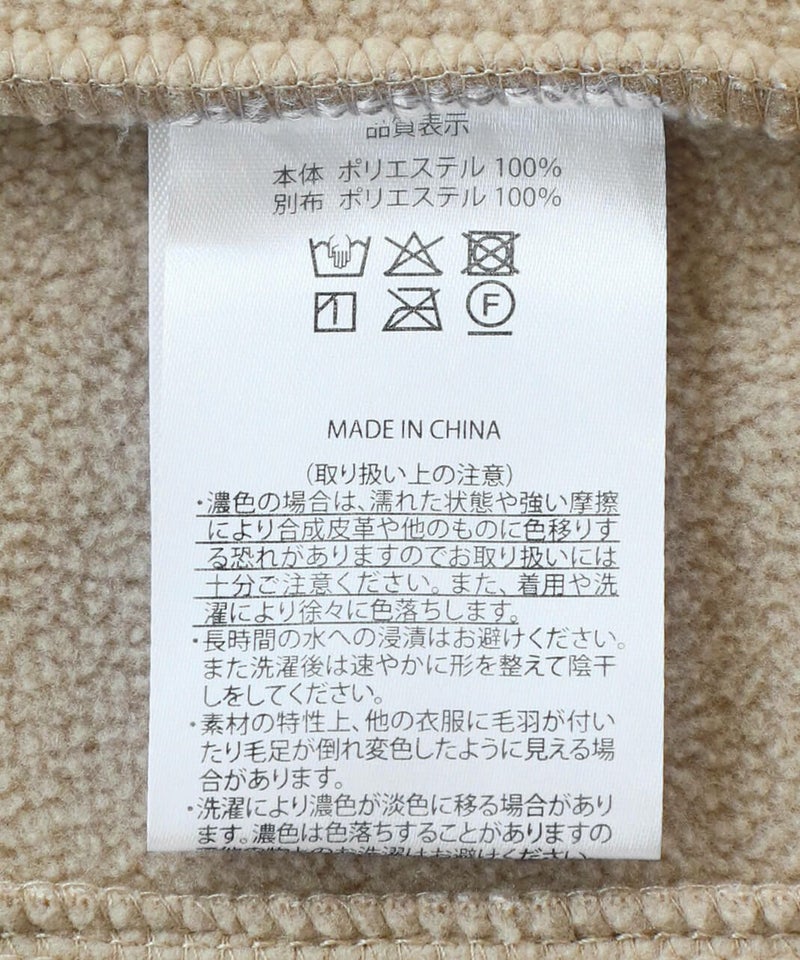 品質表示
本体 ポリエステル 100%
別布 ポリエステル 100%
F
MADE IN CHINA
(取り扱い上の注意)
・濃色の場合は、濡れた状態や強い摩擦
により合成皮革や他のものに色移りす
る恐れがありますのでお取り扱いには
十分ご注意ください。また、着用や洗
濯により徐々に色落ちします。
・長時間の水への浸漬はお避けください。
また洗濯後は速やかに形を整えて陰干
しをしてください。
・素材の特性上、他の衣服に毛羽が付い
たり毛足が倒れ変色したように見える場
合があります。
・洗濯により濃色が淡色に移る場合があり
ます。濃色は色落ちすることがありますの
のお洗濯はお避けください。